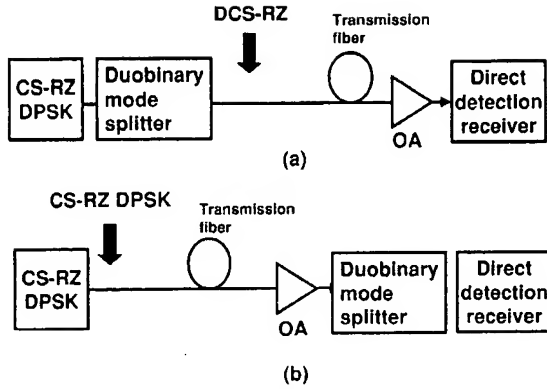 DCS-RZ
Transmission
fiber
CS-RZ
DPSK
Duobinary
mode
splitter
OA
Direct
detection
receiver
(a)
CS-RZ DPSK
Transmission
fiber
CS-RZ
DPSK
OA
Duobinary
mode
splitter
Direct
detection
receiver
(b)